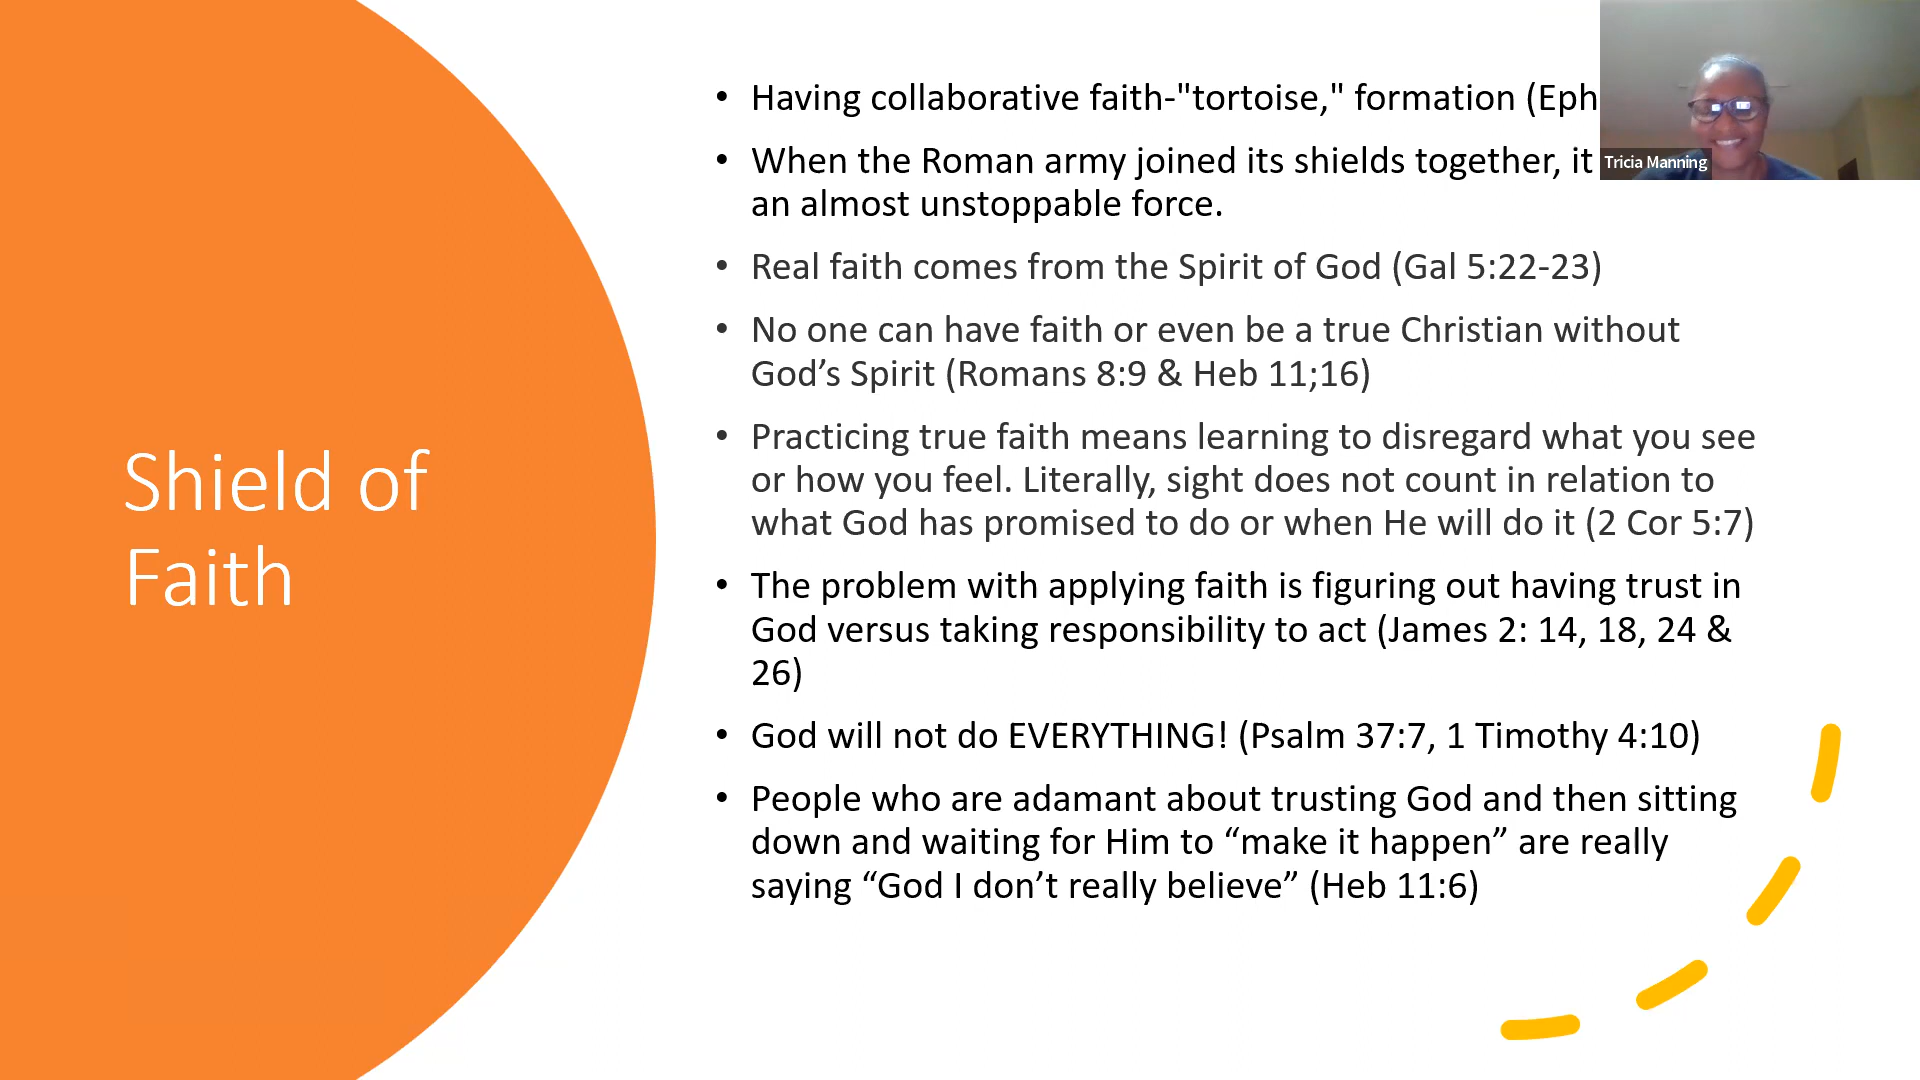 Shield of
Faith
• Having collaborative faith-"tortoise," formation (Eph
• When the Roman army joined its shields together, it
an almost unstoppable force.
• Real faith comes from the Spirit of God (Gal 5:22-23)
• No one can have faith or even be a true Christian without
God’s Spirit (Romans 8:9 & Heb 11;16)
• Practicing true faith means learning to disregard what you see
or how you feel. Literally, sight does not count in relation to
what God has promised to do or when He will do it (2 Cor 5:7)
• The problem with applying faith is figuring out having trust in
God versus taking responsibility to act (James 2: 14, 18, 24 &
26)
• God will not do EVERYTHING! (Psalm 37:7, 1 Timothy 4:10)
• People who are adamant about trusting God and then sitting
down and waiting for Him to “make it happen” are really
saying “God I don’t really believe” (Heb 11:6)
Tricia Manning